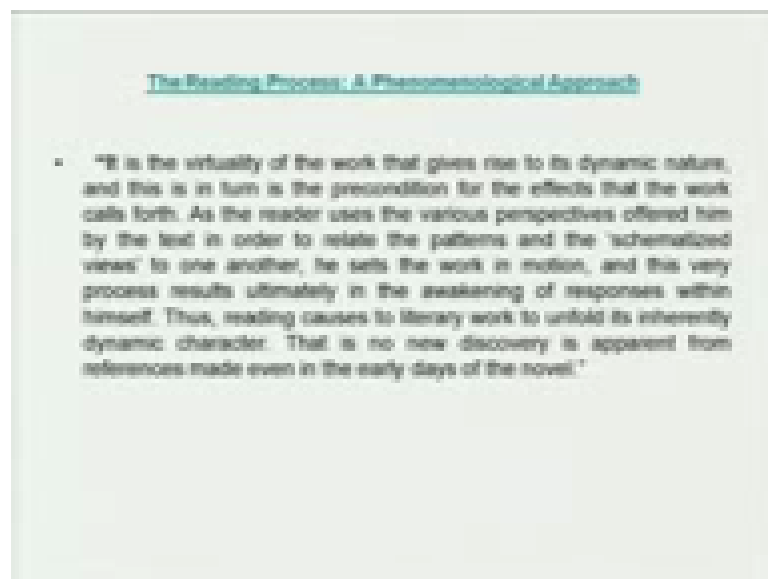 The Reading Process: A Phenomenological Approach
• "It is the virtuality of the work that gives rise to its dynamic nature,
and this is in turn is the precondition for the effects that the work
calls forth. As the reader uses the various perspectives offered him
by the text in order to relate the patterns and the 'schematized
views' to one another, he sets the work in motion, and this very
process results ultimately in the awakening of responses within
himself. Thus, reading causes to literary work to unfold its inherently
dynamic character. That is no new discovery is apparent from
references made even in the early days of the novel."